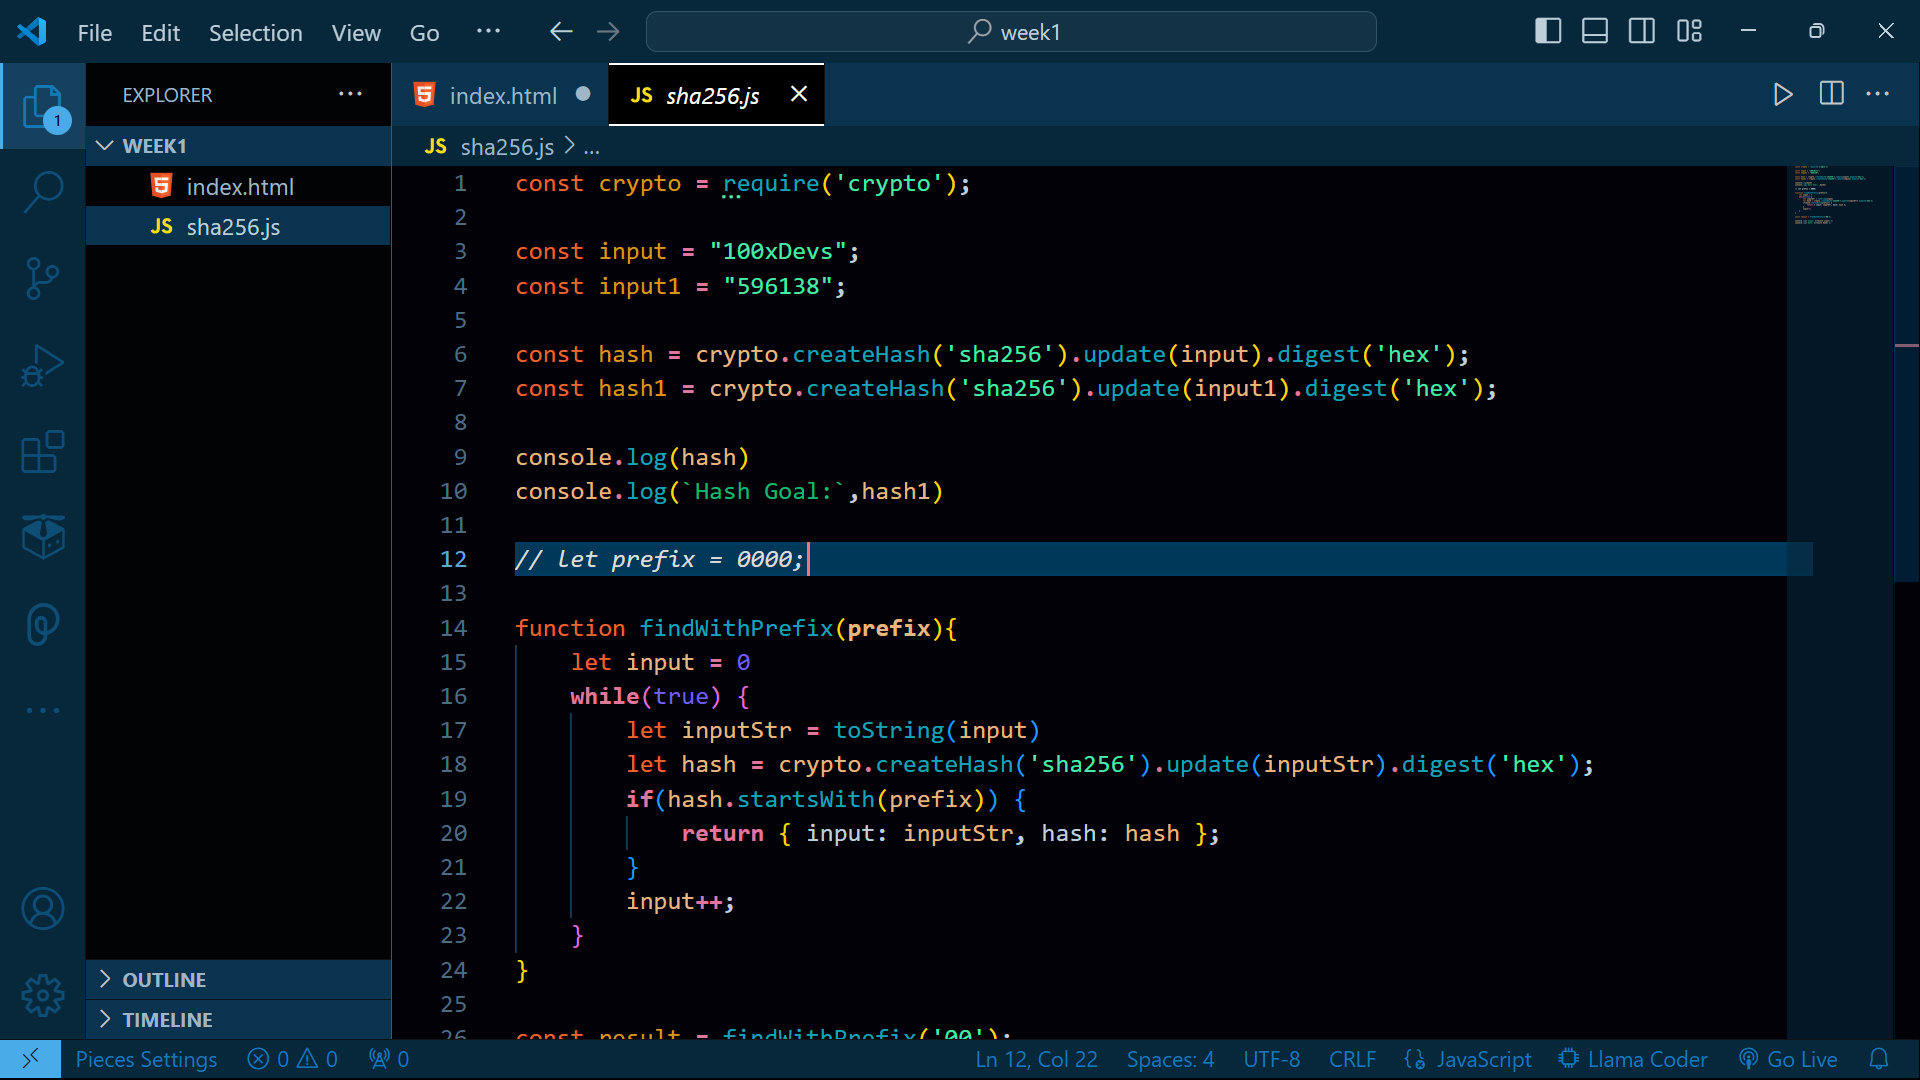 File Edit Selection View Go ··· week1
EXPLORER ···
WEEK1
index.html
sha256.js
OUTLINE
TIMELINE
1
index.html JS sha256.js
JS sha256.js > ...
1 const crypto = require('crypto');
2
3 const input = "100xDevs";
4 const input1 = "596138";
5
6 const hash = crypto.createHash('sha256').update(input).digest('hex');
7 const hash1 = crypto.createHash('sha256').update(input1).digest('hex');
8
9 console.log(hash)
10 console.log(`Hash Goal:`,hash1)
11
12 // let prefix = 0000;
13
14 function findWithPrefix(prefix){
15 let input = 0
16 while(true) {
17 let inputStr = toString(input)
18 let hash = crypto.createHash('sha256').update(inputStr).digest('hex');
19 if(hash.startsWith(prefix)) {
20 return { input: inputStr, hash: hash };
21 }
22 input++;
23 }
24 }
25
26 const result = findWithPrefix('00');
Pieces Settings 0 0 0 Ln 12, Col 22 Spaces: 4 UTF-8 CRLF JavaScript Llama Coder Go Live